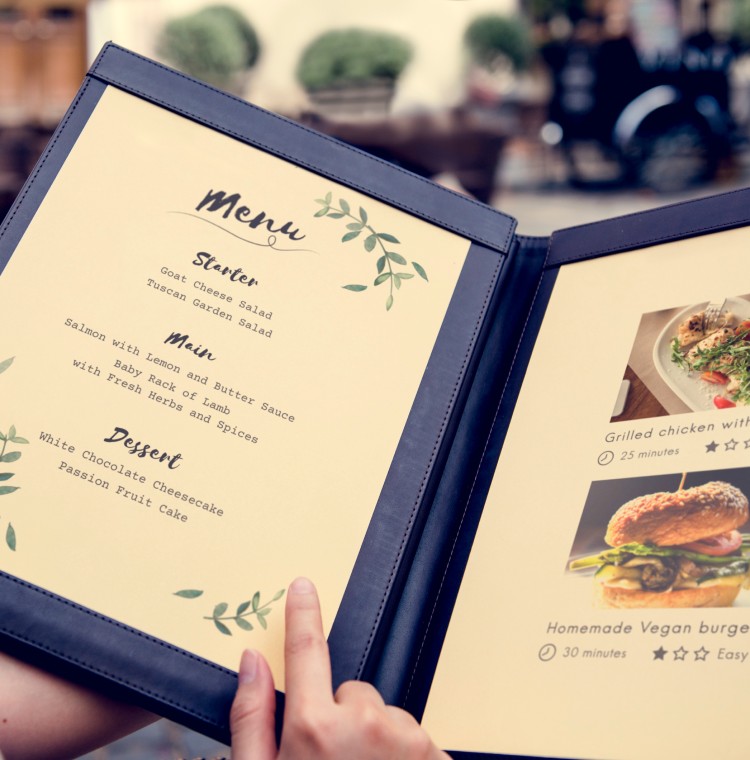 Menu
Starter
Goat Cheese Salad
Tuscan Garden Salad
Main
Salmon with Lemon and Butter Sauce
Baby Rack of Lamb
with Fresh Herbs and Spices
Dessert
White Chocolate Cheesecake
Passion Fruit Cake
Grilled chicken with
25 minutes
Homemade Vegan burge
30 minutes Easy